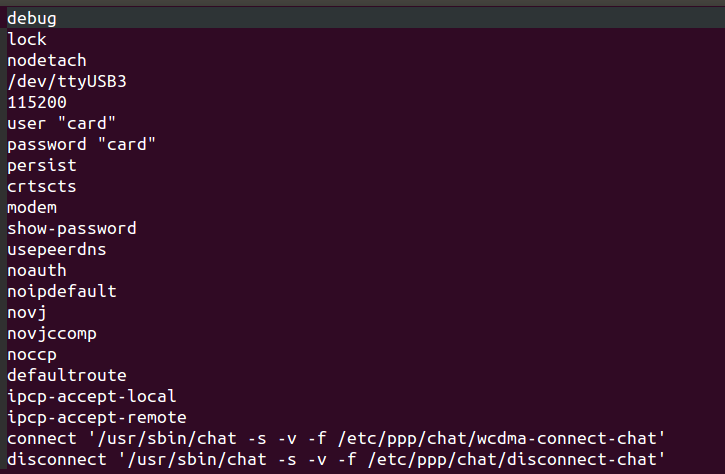 debug
lock
nodetach
/dev/ttyUSB3
115200
user "card"
password "card"
persist
crtscts
modem
show-password
usepeerdns
noauth
noipdefault
novj
novjccomp
noccp
defaultroute
ipcp-accept-local
ipcp-accept-remote
connect '/usr/sbin/chat -s -v -f /etc/ppp/chat/wcdma-connect-chat'
disconnect '/usr/sbin/chat -s -v -f /etc/ppp/chat/disconnect-chat'